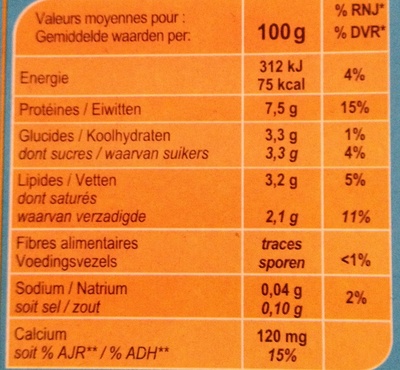 Valeurs moyennes pour :
Gemiddelde waarden per:
100 g
% RNJ*
% DVR*
Energie
312 kJ
75 kcal
4%
Protéines / Eiwitten
7,5 g
15%
Glucides / Koolhydraten
3,3 g
1%
dont sucres / waarvan suikers
3,3 g
4%
Lipides / Vetten
3,2 g
5%
dont saturés
waarvan verzadigde
2,1 g
11%
Fibres alimentaires
traces
Voedingsvezels
sporen
<1%
Sodium / Natrium
0,04 g
2%
soit sel / zout
0,10 g
Calcium
120 mg
soit % AJR** / % ADH**
15%